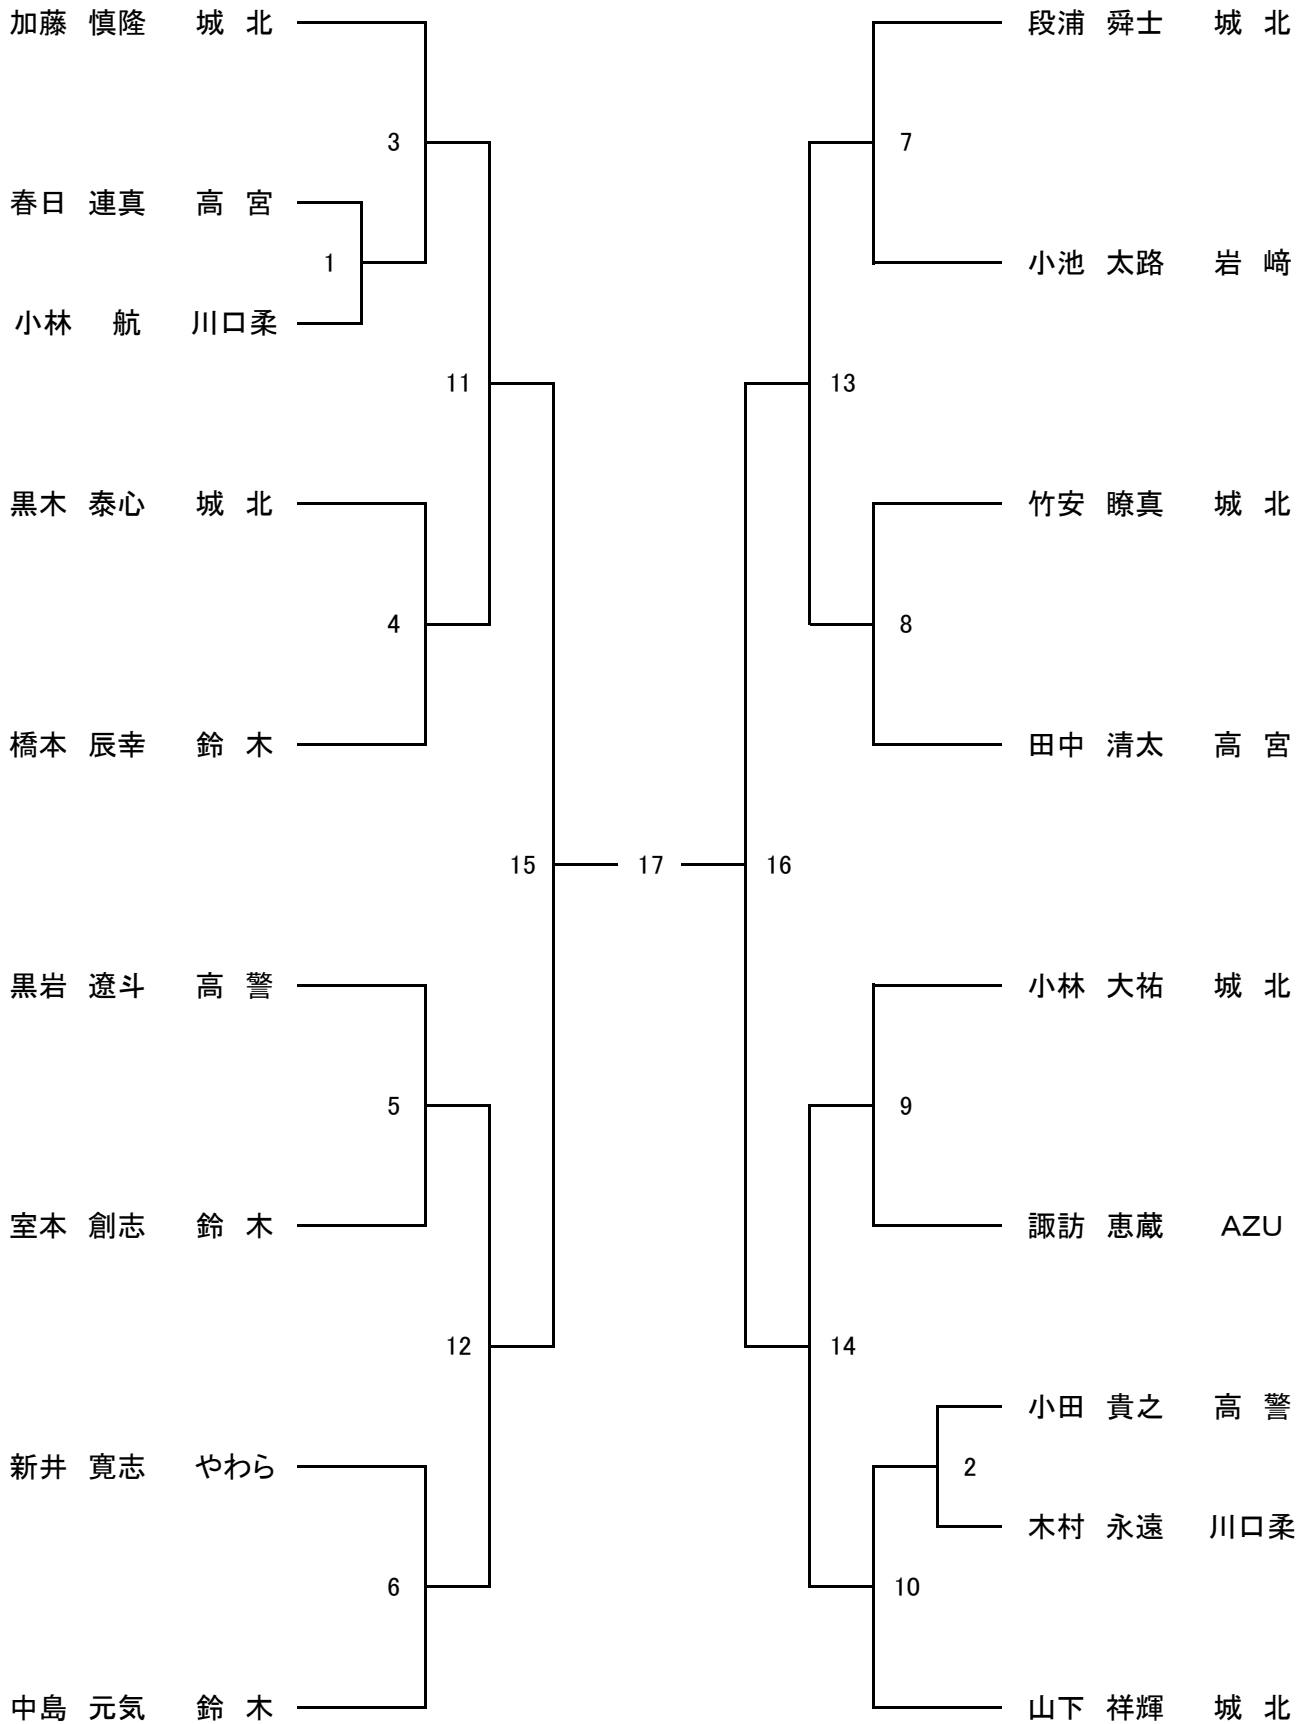 加藤 慎隆 城 北
3
春日 連真 高 宮
1
小林 航 川口柔
11
黒木 泰心 城 北
4
橋本 辰幸 鈴 木
15
黒岩 遼斗 高 警
5
室本 創志 鈴 木
12
新井 寛志 やわら
6
中島 元気 鈴 木
17
段浦 舜士 城 北
7
小池 太路 岩 﨑
13
竹安 瞭真 城 北
8
田中 清太 高 宮
16
小林 大祐 城 北
9
諏訪 恵蔵 AZU
14
小田 貴之 高 警
2
木村 永遠 川口柔
10
山下 祥輝 城 北